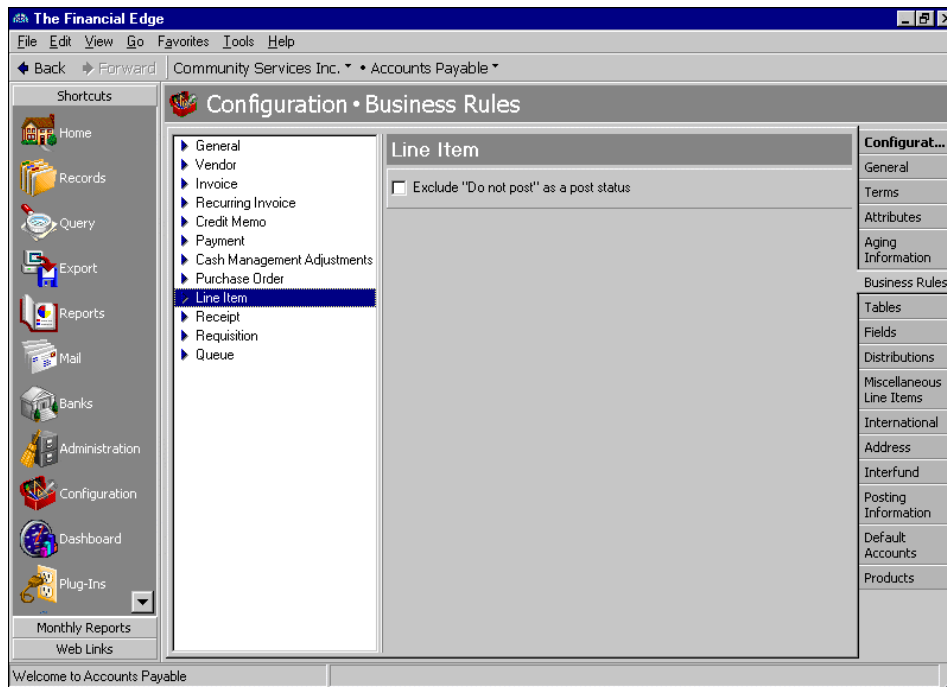 The Financial Edge
File Edit View Go Favorites Tools Help
Back Forward Community Services Inc. • Accounts Payable
Shortcuts
Home
Records
Query
Export
Reports
Mail
Banks
Administration
Configuration
Dashboard
Plug-Ins
Monthly Reports
Web Links
Configuration • Business Rules
General
Vendor
Invoice
Recurring Invoice
Credit Memo
Payment
Cash Management Adjustments
Purchase Order
Line Item
Receipt
Requisition
Queue
Line Item
Exclude "Do not post" as a post status
Configurat...
General
Terms
Attributes
Aging
Information
Business Rules
Tables
Fields
Distributions
Miscellaneous
Line Items
International
Address
Interfund
Posting
Information
Default
Accounts
Products
Welcome to Accounts Payable